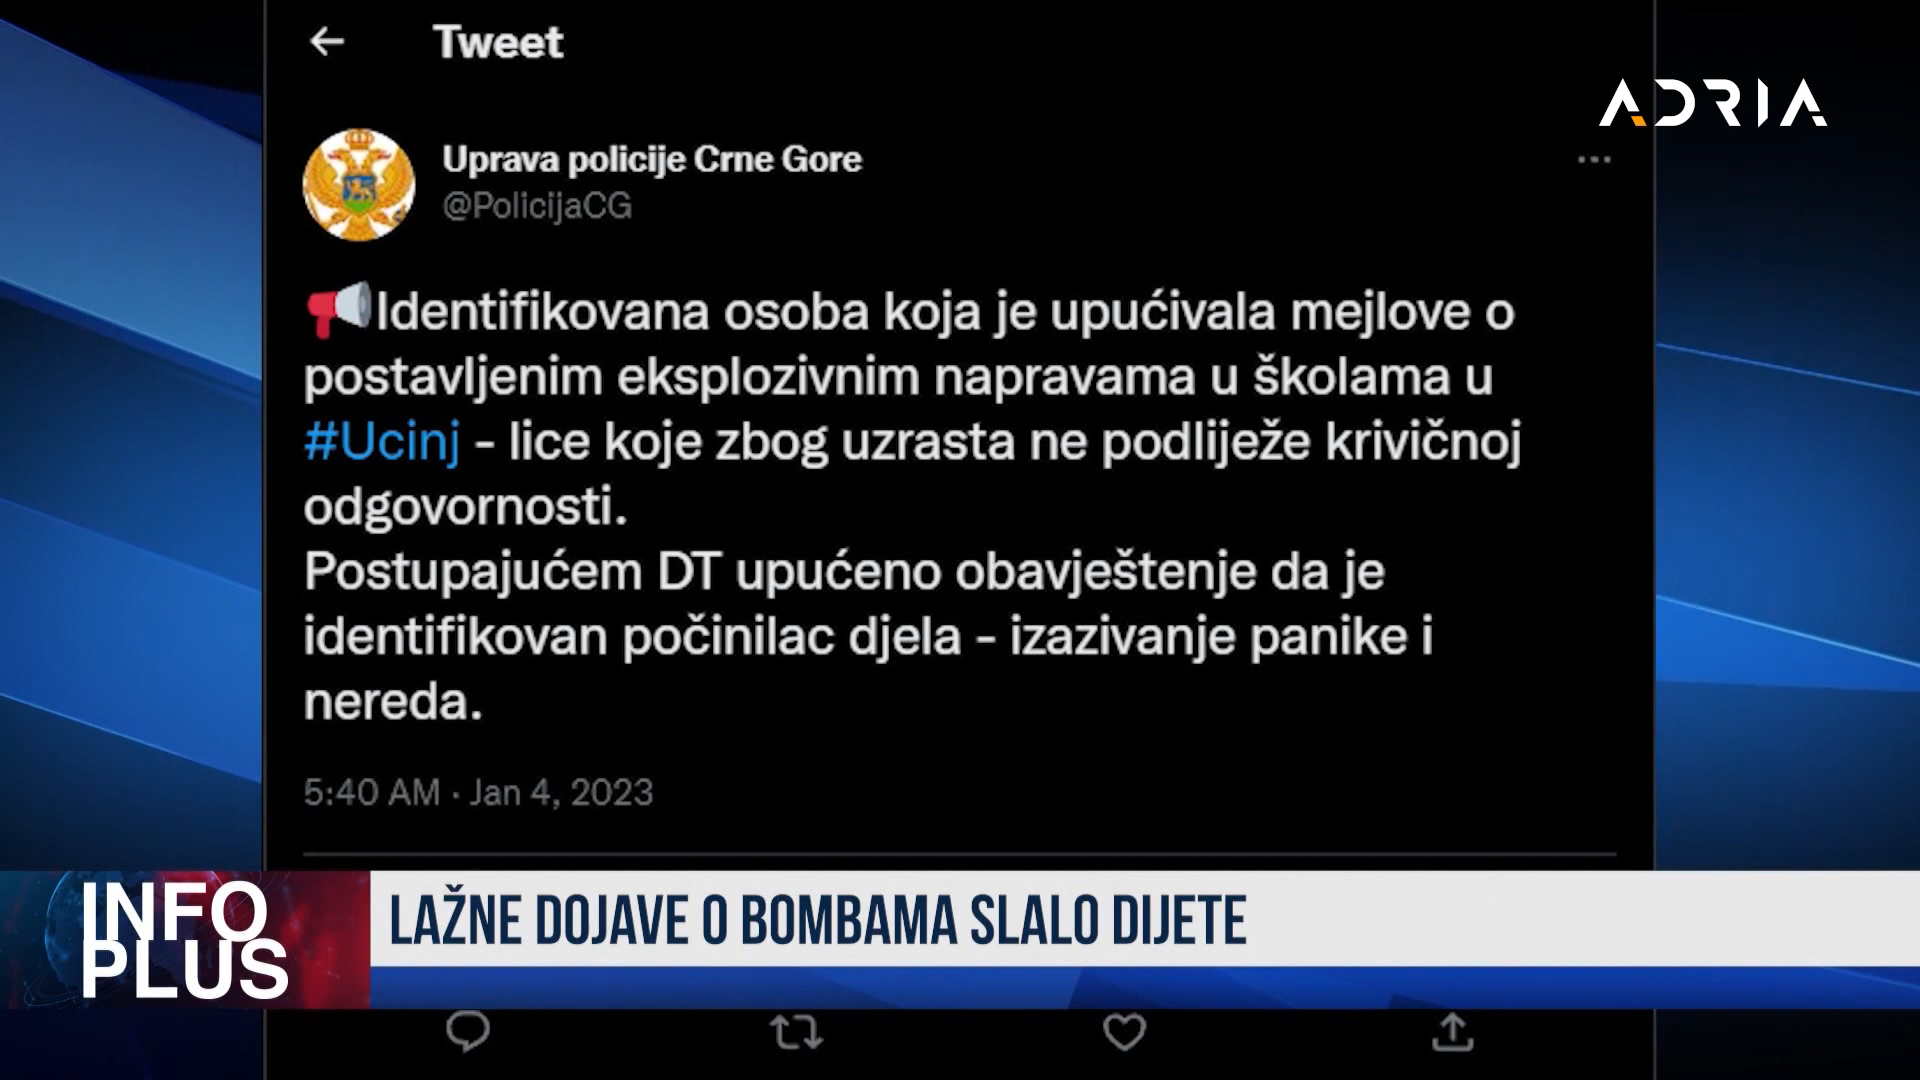 Tweet
ADRIA
Uprava policije Crne Gore
@PolicijaCG
📢Identifikovana osoba koja je upućivala mejlove o
postavljenim eksplozivnim napravama u školama u
#Ucinj - lice koje zbog uzrasta ne podliježe krivičnoj
odgovornosti.
Postupajućem DT upućeno obavještenje da je
identifikovan počinilac djela - izazivanje panike i
nereda.
5:40 AM · Jan 4, 2023
INFO
PLUS
LAŽNE DOJAVE O BOMBAMA SLALO DIJETE